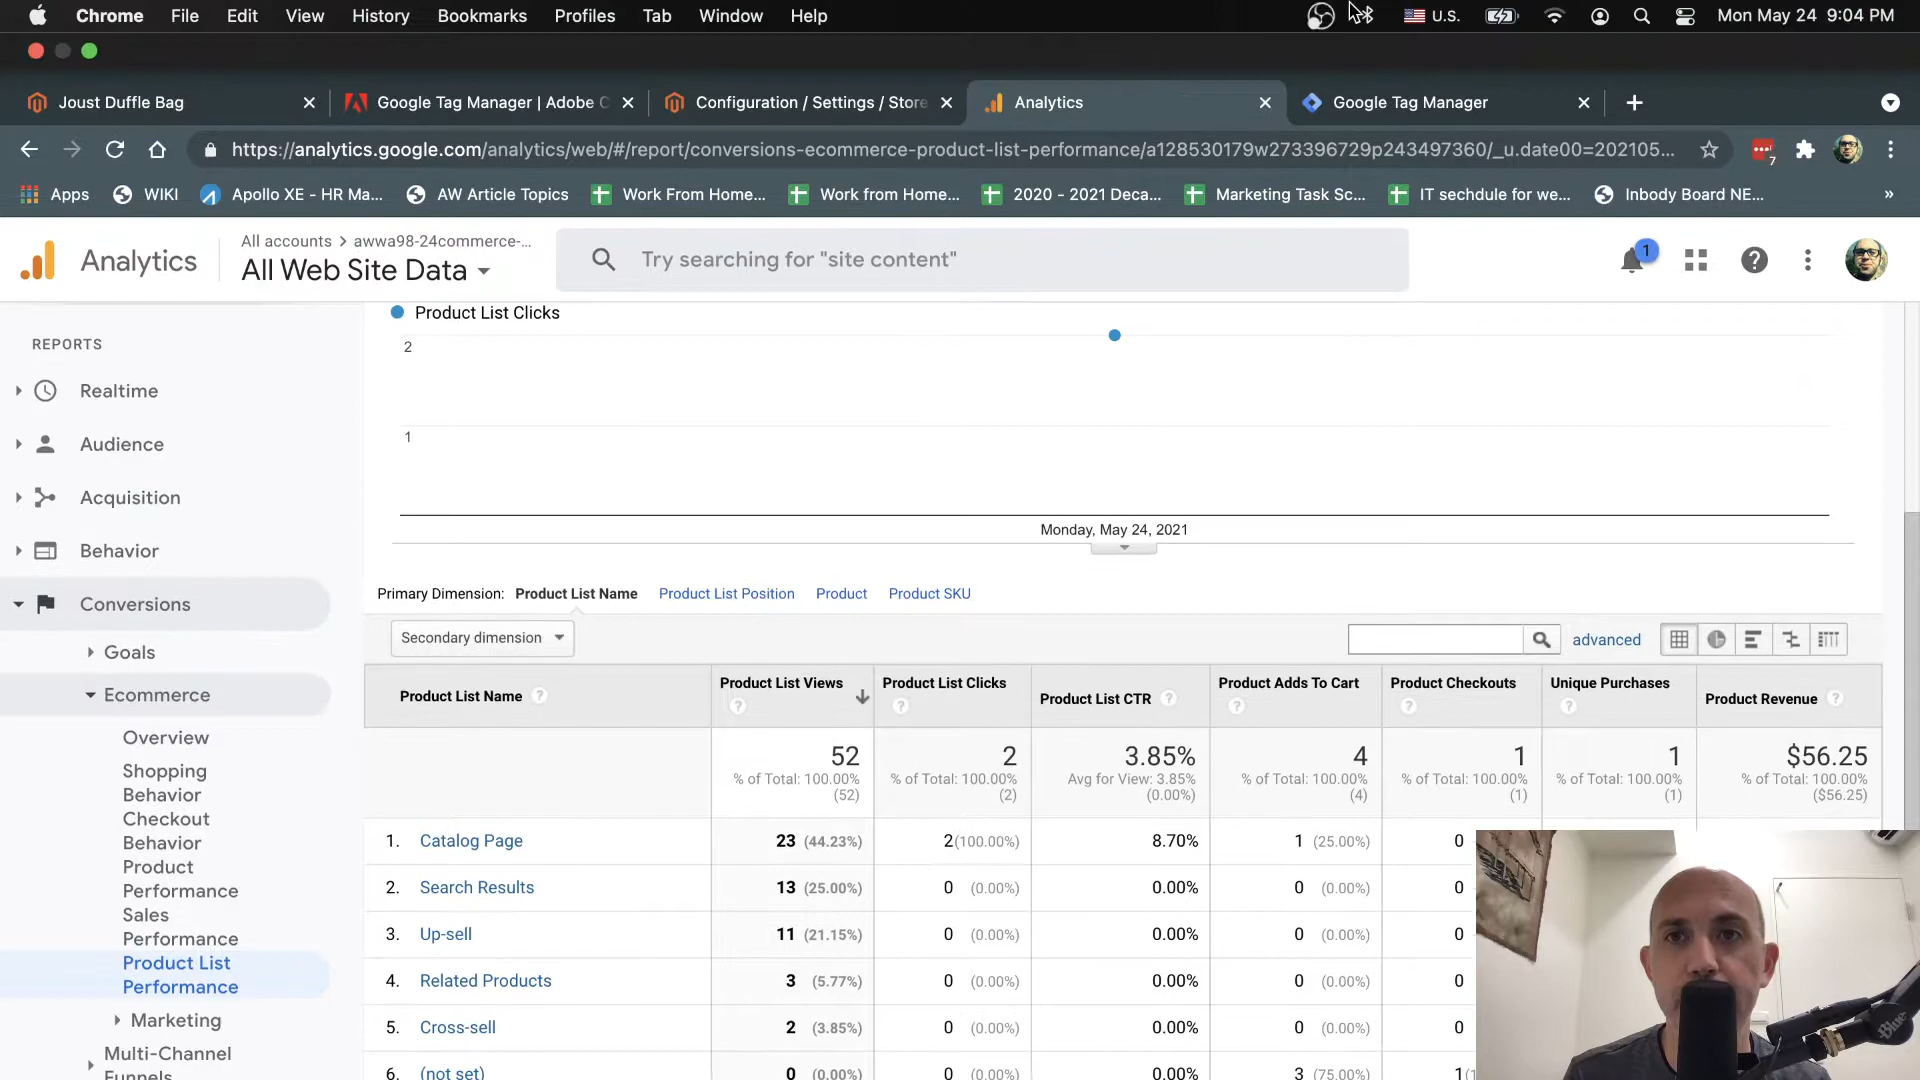 Chrome File Edit View History Bookmarks Profiles Tab Window Help U.S. Mon May 24 9:04 PM
Joust Duffle Bag Google Tag Manager | Adobe C Configuration / Settings / Store Analytics Google Tag Manager
https://analytics.google.com/analytics/web/#/report/conversions-ecommerce-product-list-performance/a128530179w273396729p243497360/_u.date00=202105... 7
Apps WIKI Apollo XE - HR Ma... AW Article Topics Work From Home... Work from Home... 2020 - 2021 Deca... Marketing Task Sc... IT sechdule for we... Inbody Board NE... »
Analytics
All accounts > awwa98-24commerce-...
All Web Site Data
Try searching for "site content"
1
REPORTS
Realtime
Audience
Acquisition
Behavior
Conversions
Goals
Ecommerce
Overview
Shopping
Behavior
Checkout
Behavior
Product
Performance
Sales
Performance
Product List
Performance
Marketing
Multi-Channel
Funnels
Product List Clicks
2
1
Monday, May 24, 2021
Primary Dimension: Product List Name Product List Position Product Product SKU
Secondary dimension advanced
Product List Name ? Product List Views ? Product List Clicks ? Product List CTR ? Product Adds To Cart ? Product Checkouts ? Unique Purchases ? Product Revenue ?
52 2 3.85% 4 1 1 $56.25
% of Total: 100.00% % of Total: 100.00% Avg for View: 3.85% % of Total: 100.00% % of Total: 100.00% % of Total: 100.00% % of Total: 100.00%
(52) (2) (0.00%) (4) (1) (1) ($56.25)
1. Catalog Page 23 (44.23%) 2(100.00%) 8.70% 1 (25.00%) 0
2. Search Results 13 (25.00%) 0 (0.00%) 0.00% 0 (0.00%) 0
3. Up-sell 11 (21.15%) 0 (0.00%) 0.00% 0 (0.00%) 0
4. Related Products 3 (5.77%) 0 (0.00%) 0.00% 0 (0.00%) 0
5. Cross-sell 2 (3.85%) 0 (0.00%) 0.00% 0 (0.00%) 0
6. (not set) 0 (0.00%) 0 (0.00%) 0.00% 3 (75.00%) 1(1
Blue